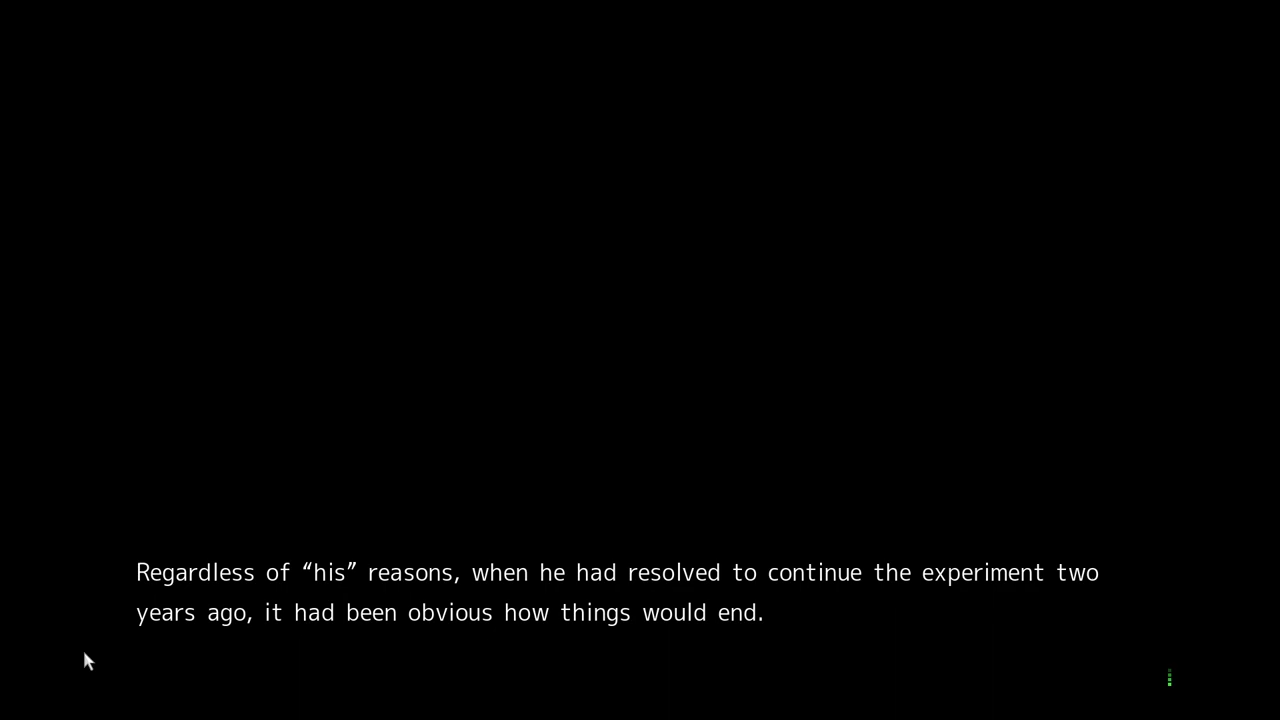 Regardless of “his” reasons, when he had resolved to continue the experiment two
years ago, it had been obvious how things would end.